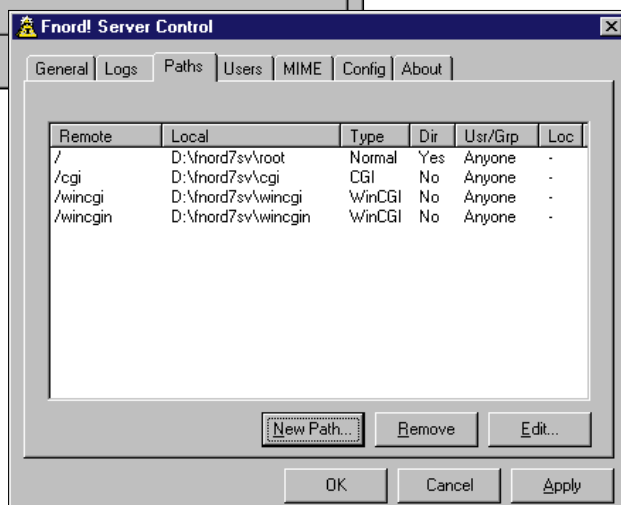 Fnord! Server Control
General Logs Paths Users MIME Config About
Remote Local Type Dir Usr/Grp Loc
/ D:\fnord7sv\root Normal Yes Anyone -
/cgi D:\fnord7sv\cgi CGI No Anyone -
/wincgi D:\fnord7sv\wincgi WinCGI No Anyone -
/wincgin D:\fnord7sv\wincgin WinCGI No Anyone -
New Path... Remove Edit...
OK Cancel Apply